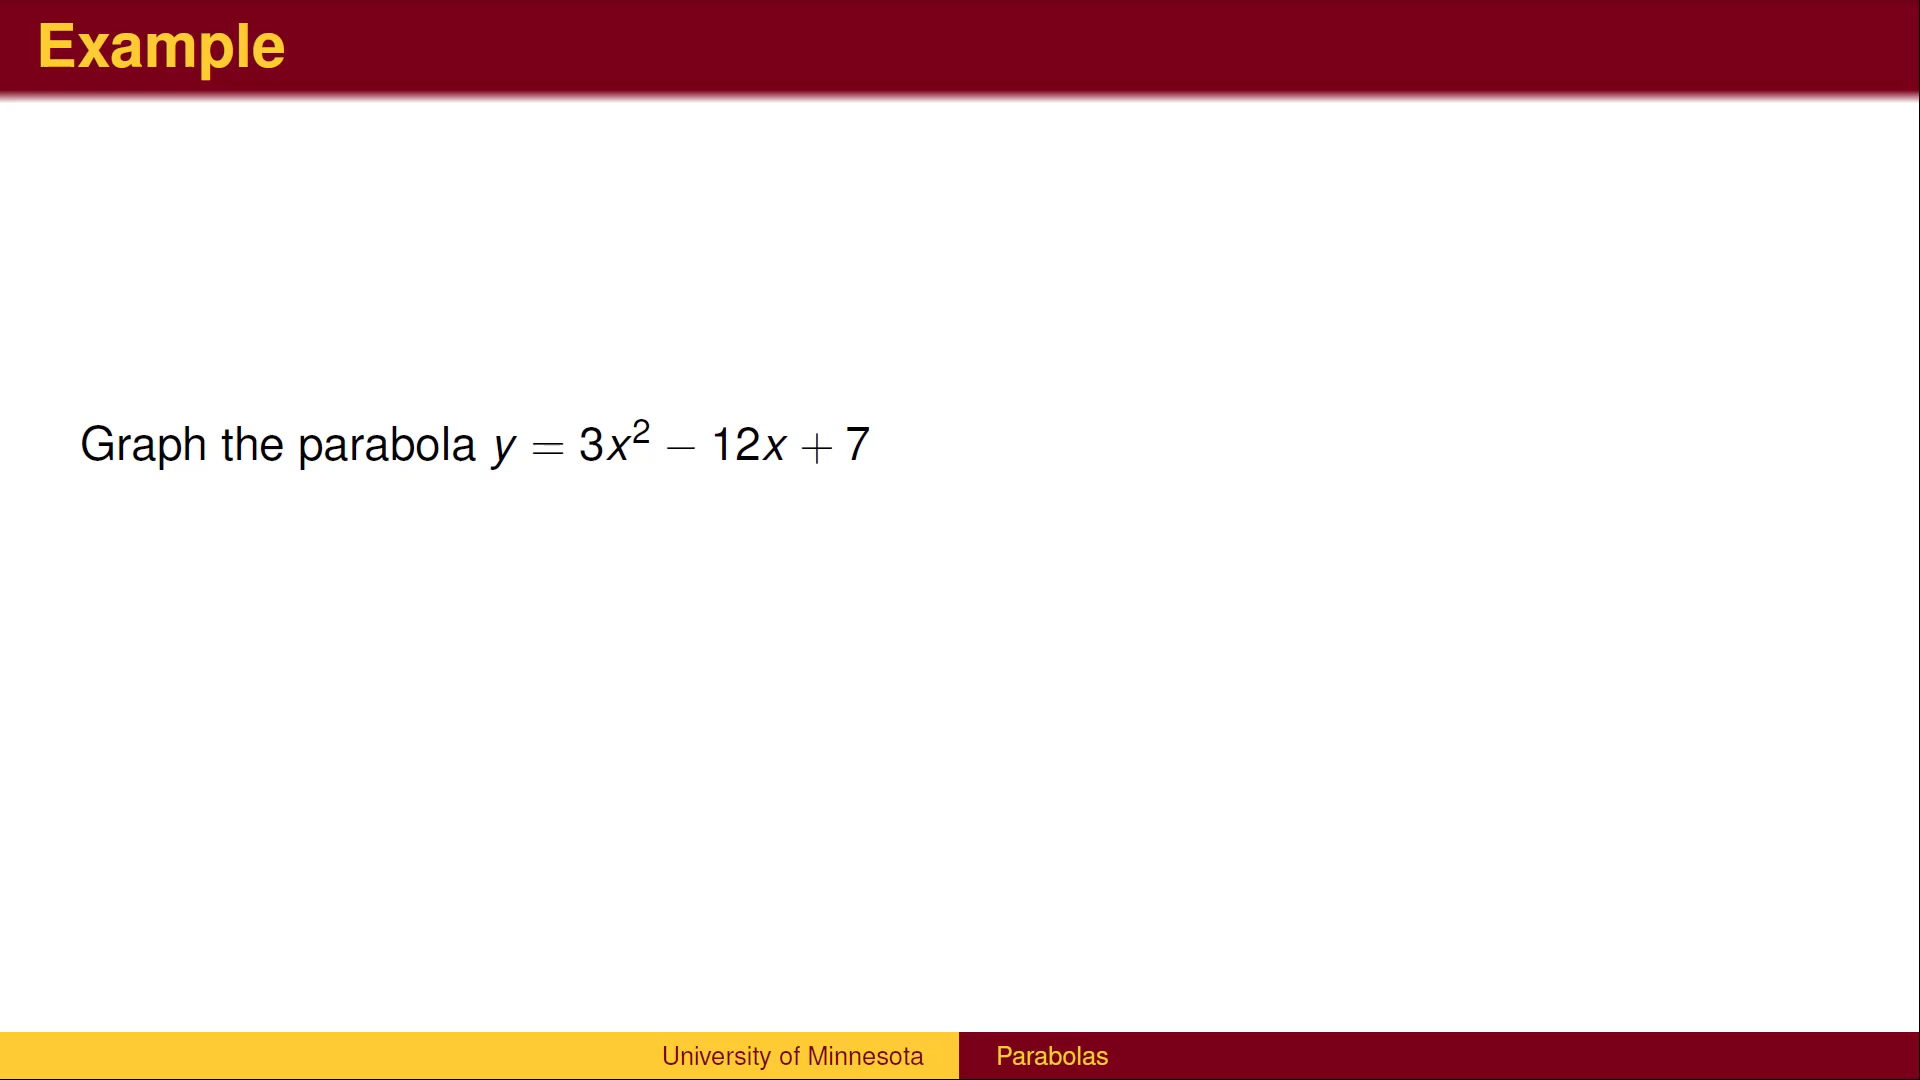 Example
Graph the parabola y = 3x² − 12x + 7
University of Minnesota
Parabolas